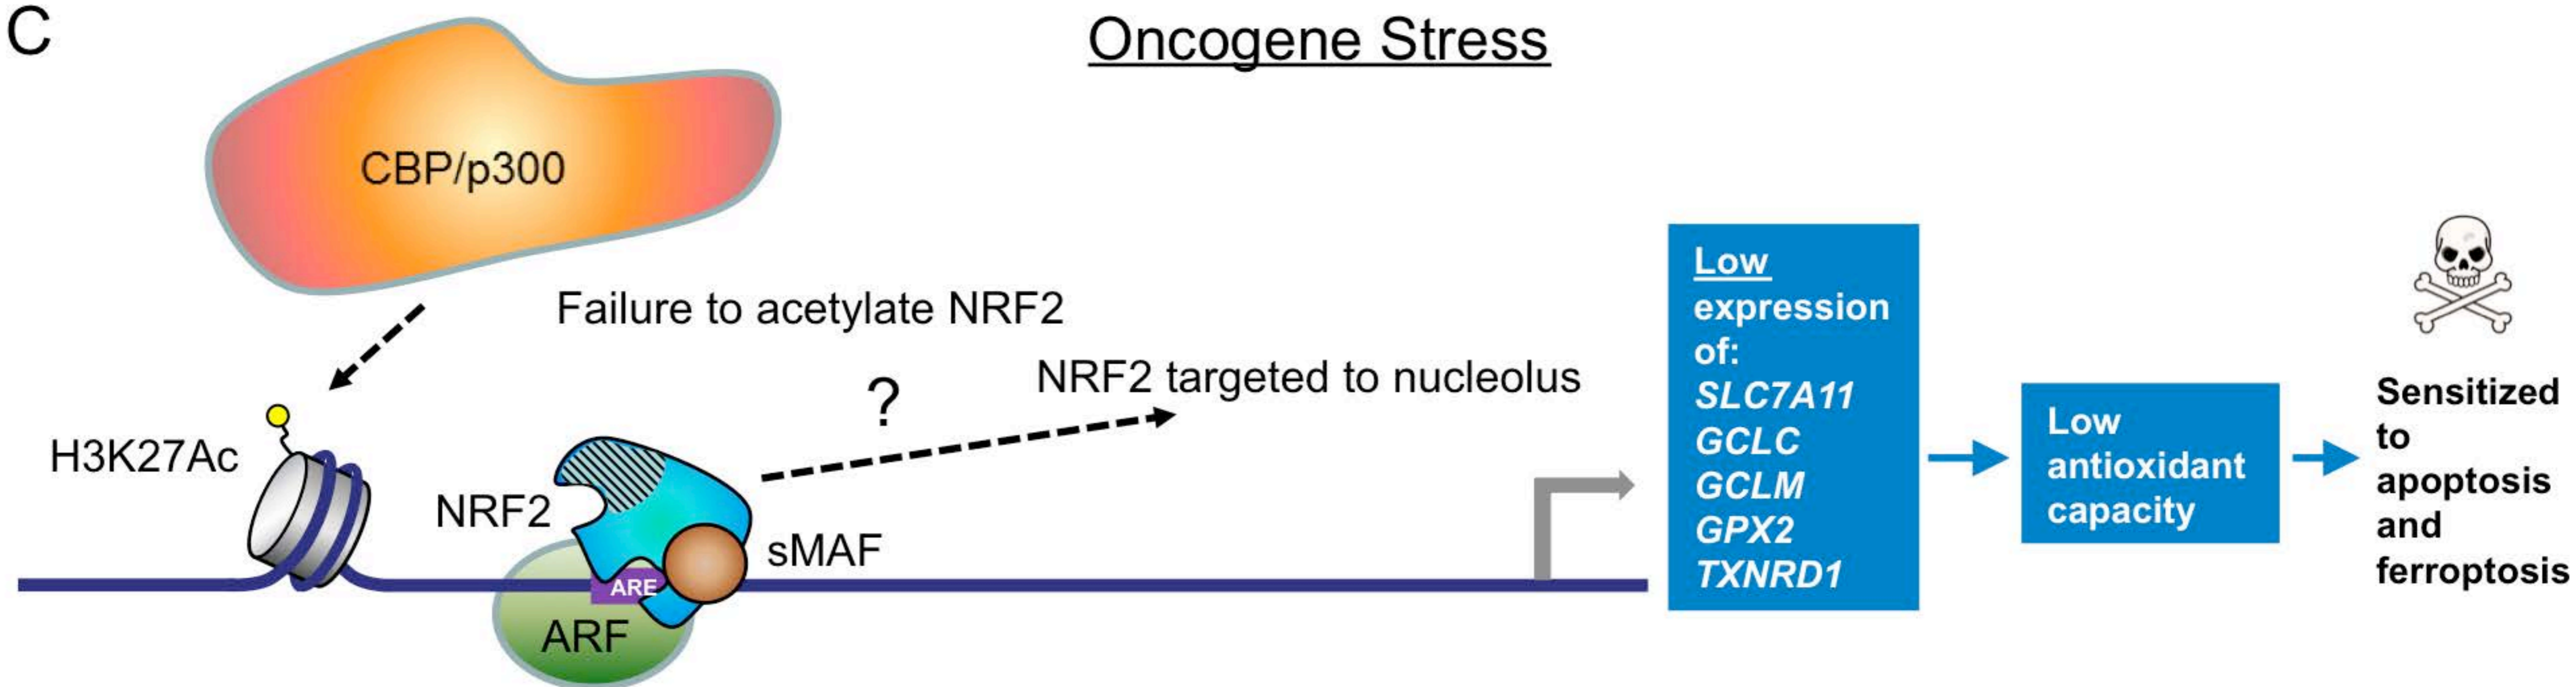 C
Oncogene Stress
CBP/p300
Failure to acetylate NRF2
NRF2 targeted to nucleolus
?
H3K27Ac
NRF2
sMAF
ARE
ARF
Low
expression
of:
SLC7A11
GCLC
GCLM
GPX2
TXNRD1
Low
antioxidant
capacity
Sensitized
to
apoptosis
and
ferroptosis